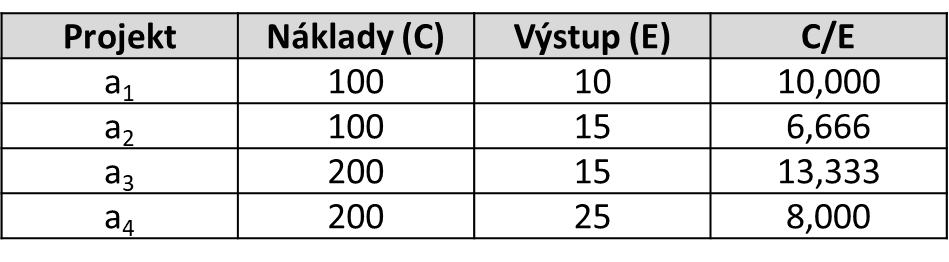 Projekt Náklady (C) Výstup (E) C/E
a₁ 100 10 10,000
a₂ 100 15 6,666
a₃ 200 15 13,333
a₄ 200 25 8,000